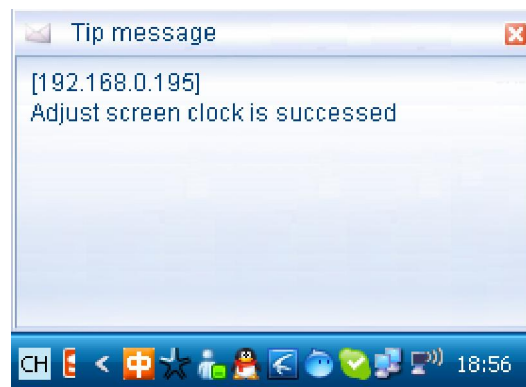 Tip message
[192.168.0.195]
Adjust screen clock is successed
CH 中 18:56